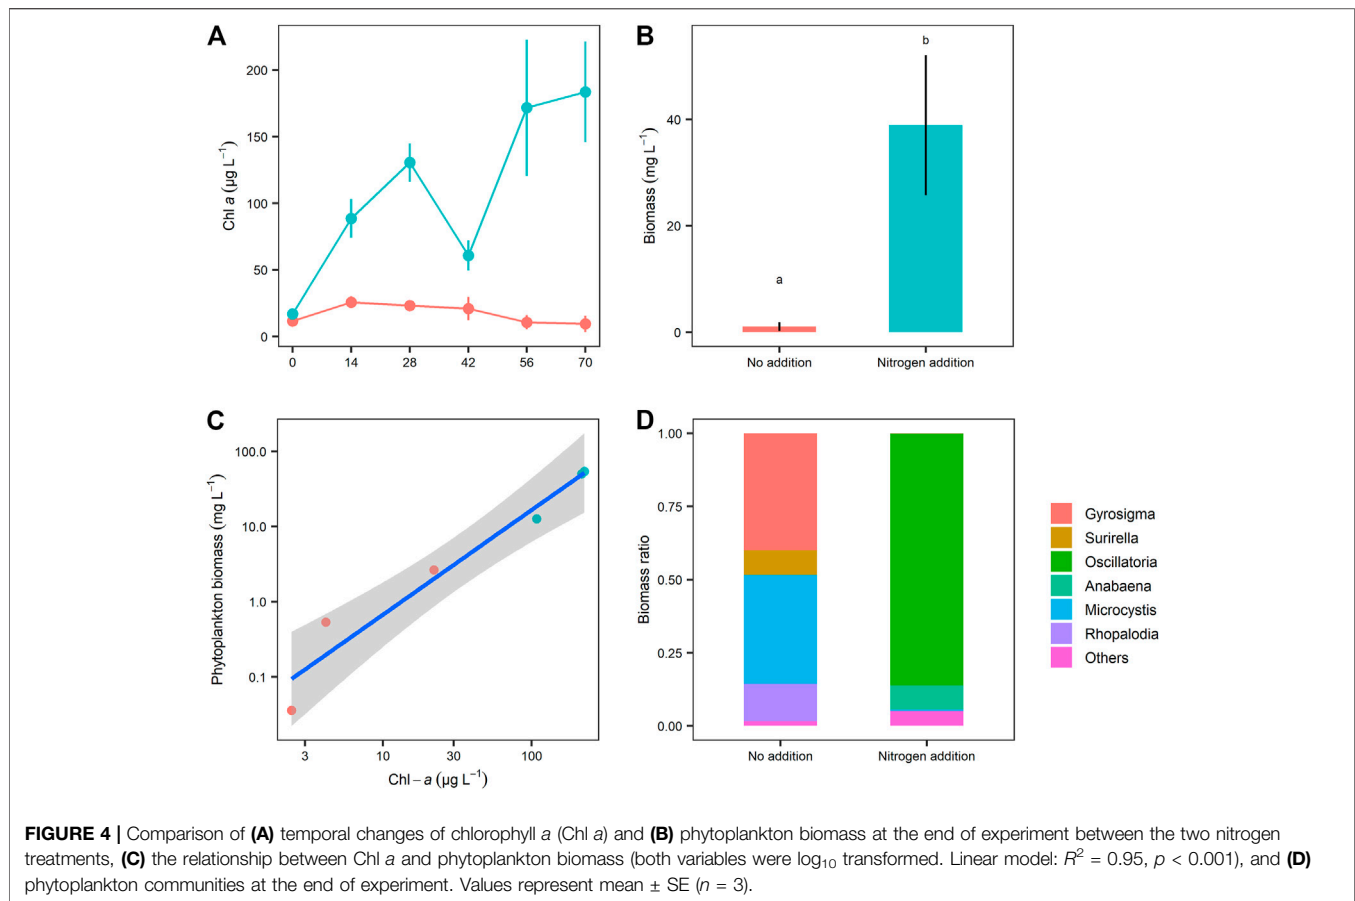 A
Chl a (µg L⁻¹)
200
150
100
50
0
0 14 28 42 56 70
B
Biomass (mg L⁻¹)
40
20
0
a
b
No addition Nitrogen addition
C
Phytoplankton biomass (mg L⁻¹)
100.0
10.0
1.0
0.1
3 10 30 100
Chl – a (µg L⁻¹)
D
Biomass ratio
1.00
0.75
0.50
0.25
0.00
No addition Nitrogen addition
Gyrosigma
Surirella
Oscillatoria
Anabaena
Microcystis
Rhopalodia
Others
FIGURE 4 | Comparison of (A) temporal changes of chlorophyll a (Chl a) and (B) phytoplankton biomass at the end of experiment between the two nitrogen
treatments, (C) the relationship between Chl a and phytoplankton biomass (both variables were log₁₀ transformed. Linear model: R² = 0.95, p < 0.001), and (D)
phytoplankton communities at the end of experiment. Values represent mean ± SE (n = 3).